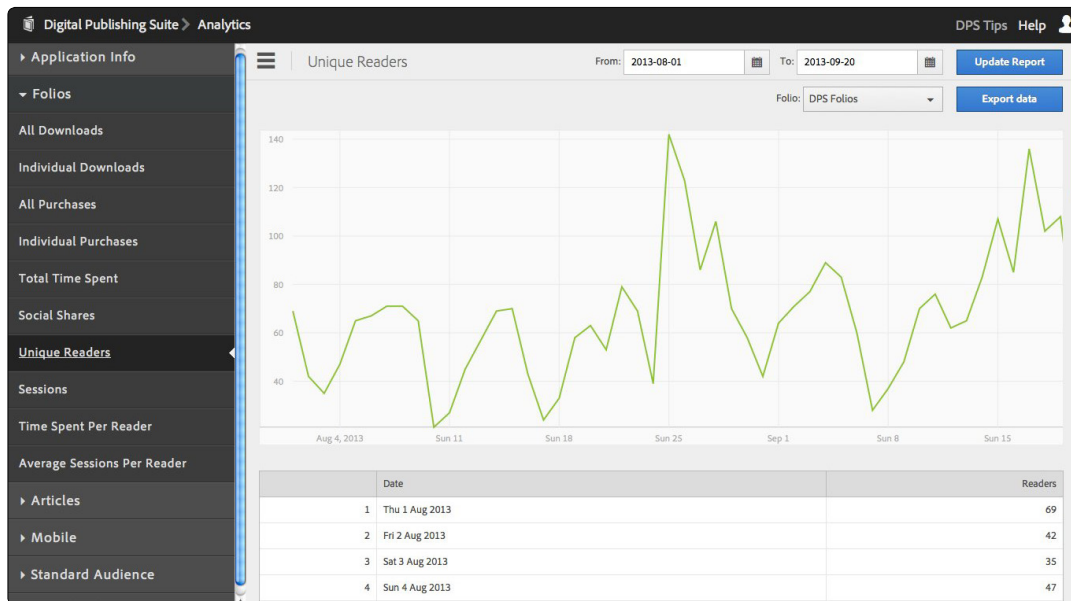 Digital Publishing Suite > Analytics
DPS Tips Help
Application Info
Folios
All Downloads
Individual Downloads
All Purchases
Individual Purchases
Total Time Spent
Social Shares
Unique Readers
Sessions
Time Spent Per Reader
Average Sessions Per Reader
Articles
Mobile
Standard Audience
Unique Readers
From: 2013-08-01 To: 2013-09-20 Update Report
Folio: DPS Folios Export data
140
120
100
80
60
40
Aug 4, 2013 Sun 11 Sun 18 Sun 25 Sep 1 Sun 8 Sun 15
Date Readers
1 Thu 1 Aug 2013 69
2 Fri 2 Aug 2013 42
3 Sat 3 Aug 2013 35
4 Sun 4 Aug 2013 47